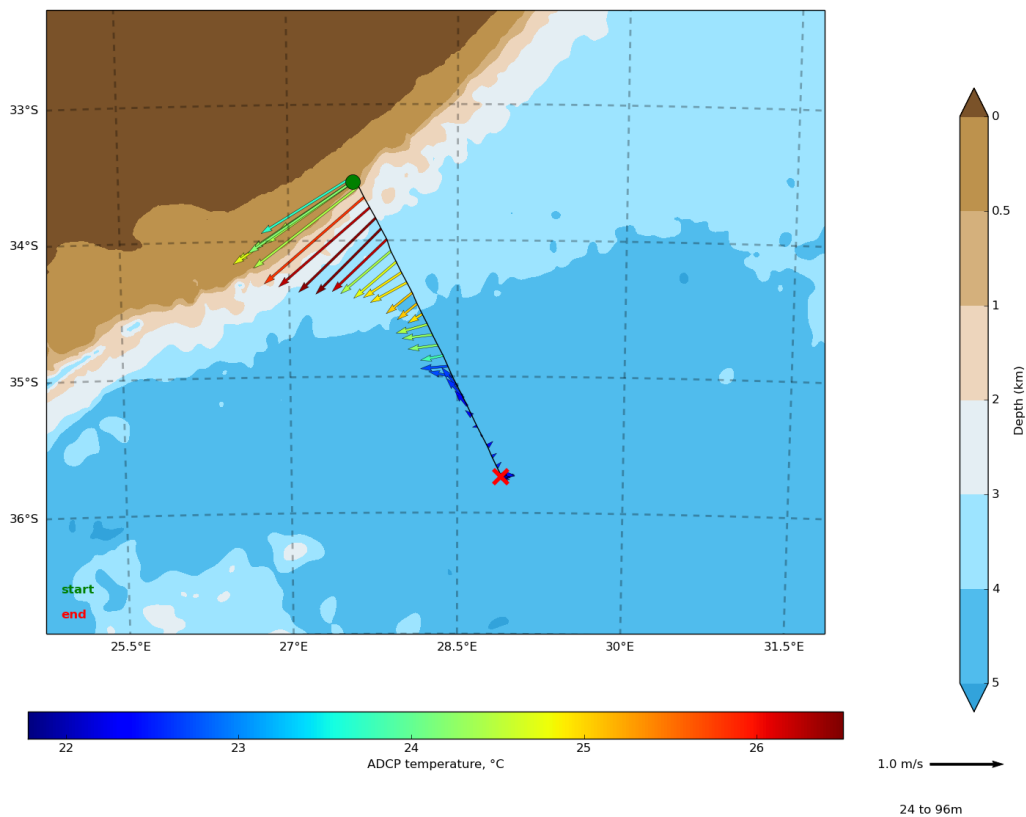 33°S
34°S
35°S
36°S
start
end
25.5°E 27°E 28.5°E 30°E 31.5°E
0
0.5
1
2
3
4
5
Depth (km)
22 23 24 25 26
ADCP temperature, °C
1.0 m/s
24 to 96m